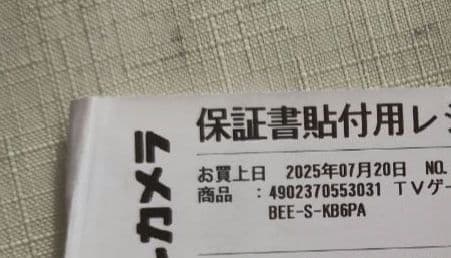 保証書貼付用レ
お買上日 2025年07月20日 NO.
商品 :4902370553031 TVゲー
BEE-S-KB6PA
カメラ